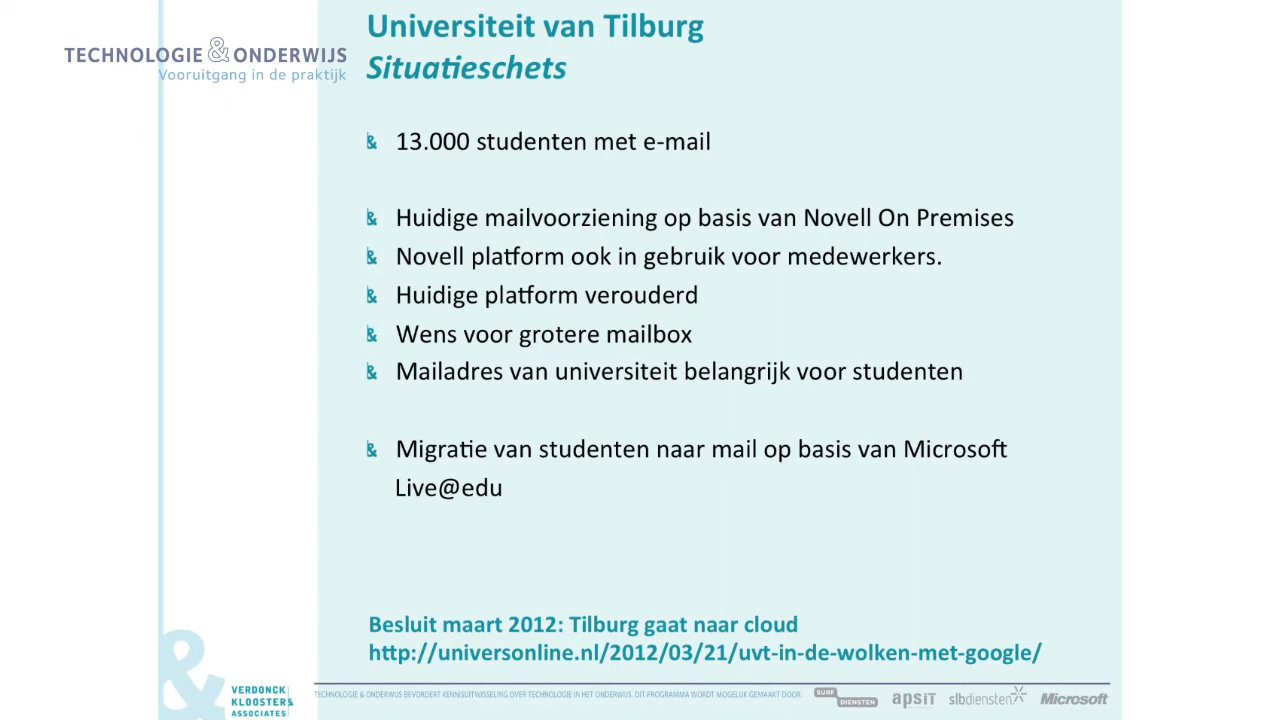 Universiteit van Tilburg
Situatieschets
TECHNOLOGIE & ONDERWIJS
Vooruitgang in de praktijk
& 13.000 studenten met e-mail
& Huidige mailvoorziening op basis van Novell On Premises
& Novell platform ook in gebruik voor medewerkers.
& Huidige platform verouderd
& Wens voor grotere mailbox
& Mailadres van universiteit belangrijk voor studenten
& Migratie van studenten naar mail op basis van Microsoft
Live@edu
Besluit maart 2012: Tilburg gaat naar cloud
http://universonline.nl/2012/03/21/uvt-in-de-wolken-met-google/
&
VERDONCK
KLOOSTER&
ASSOCIATES
TECHNOLOGIE & ONDERWIJS BEVORDERT KENNISUITWISSELING OVER TECHNOLOGIE IN HET ONDERWIJS. DIT PROGRAMMA WORDT MOGELIJK GEMAAKT DOOR:
SURF
DIENSTEN
apsiT
slbdiensten
Microsoft